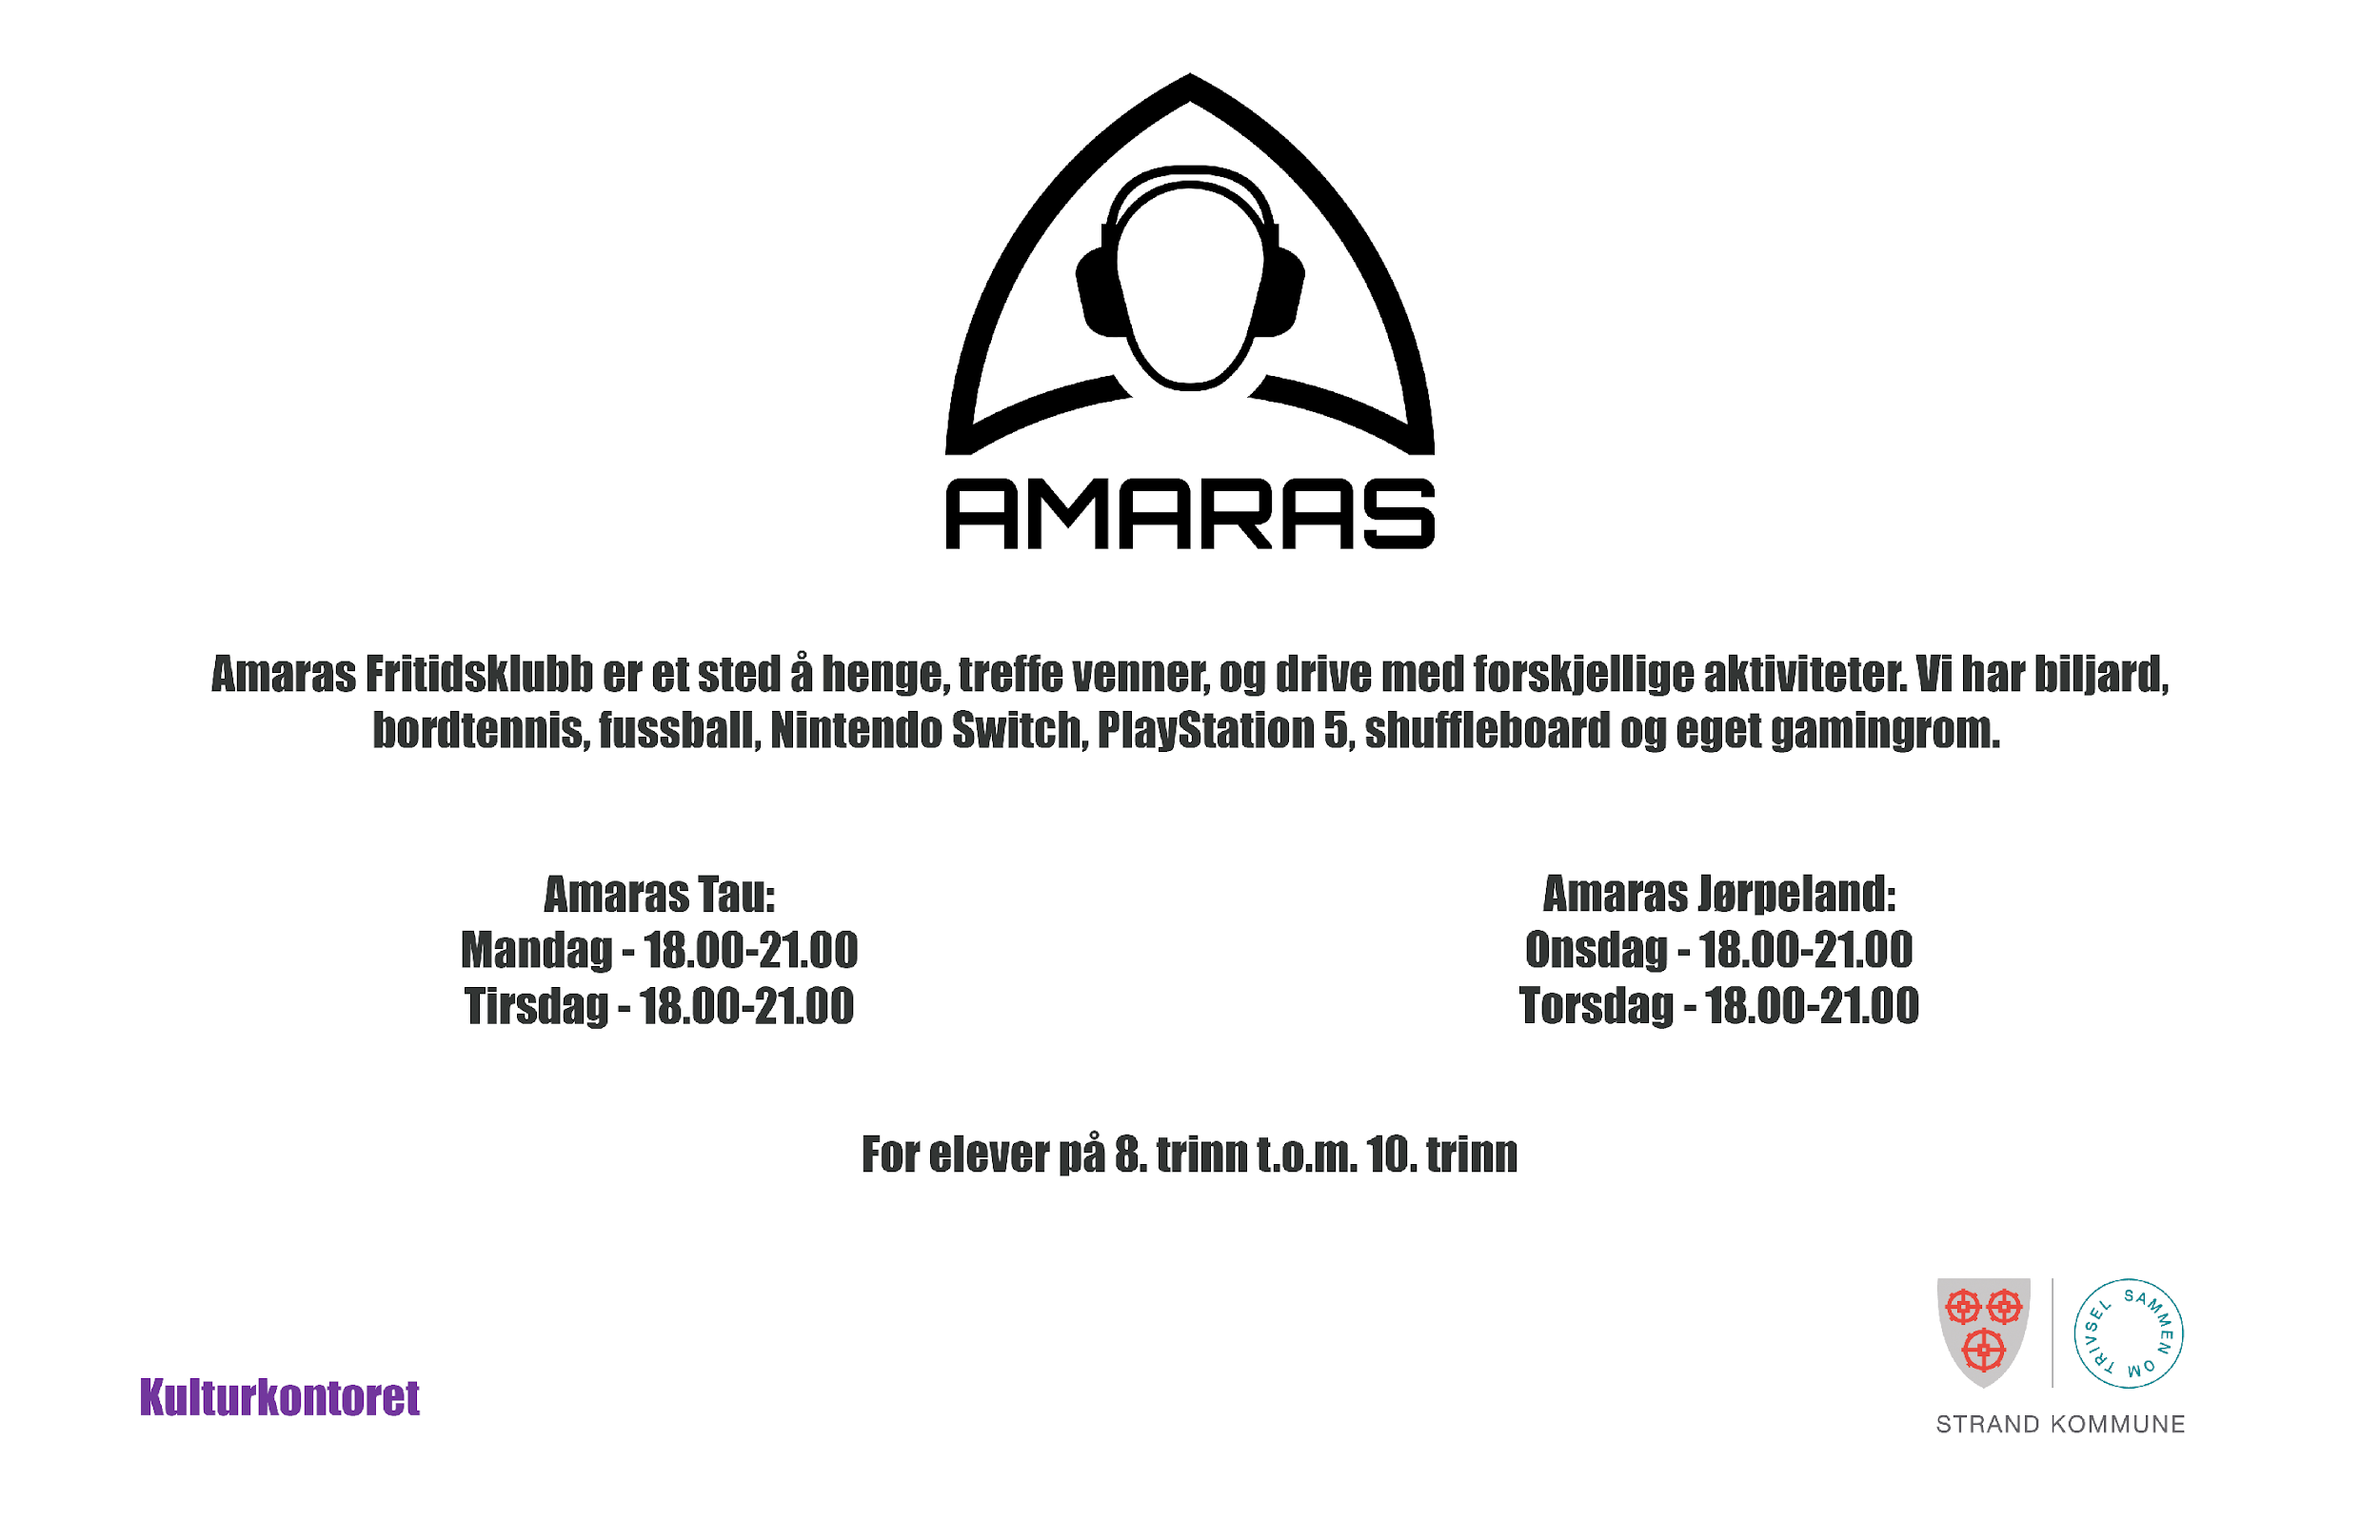 AMARAS
Amaras Fritidsklubb er et sted å henge, treffe venner, og drive med forskjellige aktiviteter. Vi har biljard,
bordtennis, fussball, Nintendo Switch, PlayStation 5, shuffleboard og eget gamingrom.
Amaras Tau:
Mandag - 18.00-21.00
Tirsdag - 18.00-21.00
Amaras Jørpeland:
Onsdag - 18.00-21.00
Torsdag - 18.00-21.00
For elever på 8. trinn t.o.m. 10. trinn
Kulturkontoret
SAMMEN OM TRIVSEL
STRAND KOMMUNE